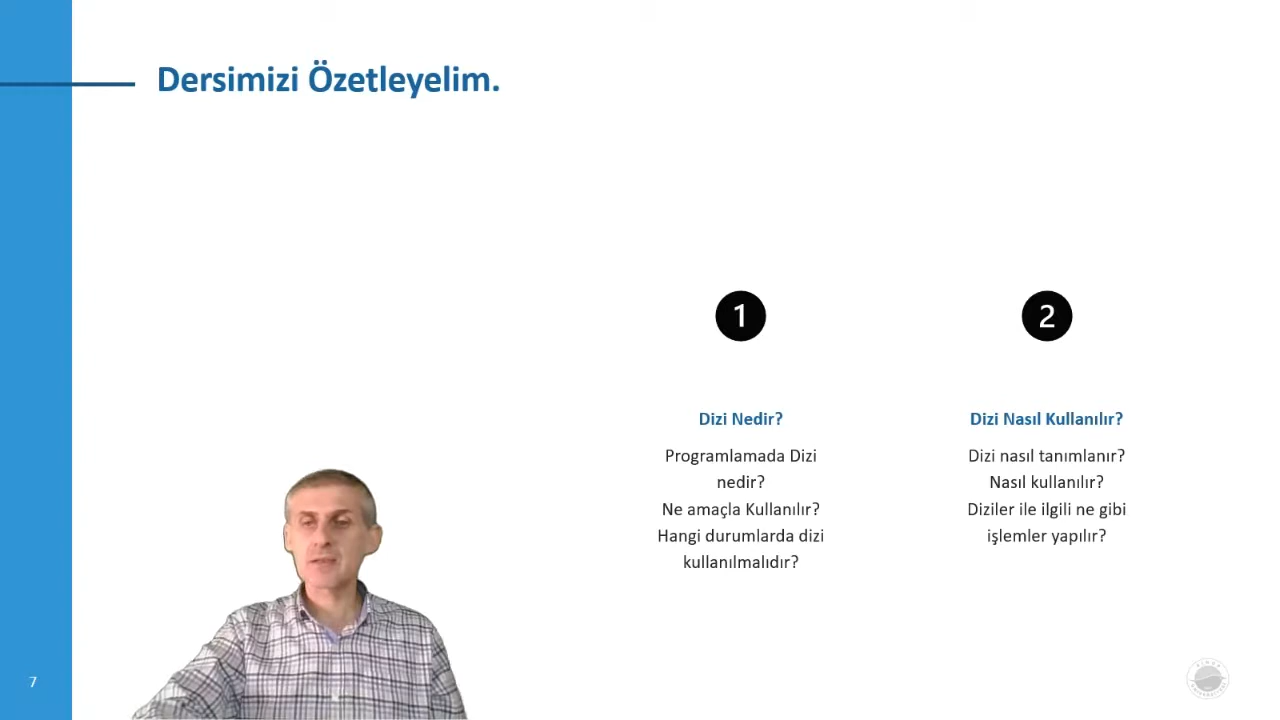 Dersimizi Özetleyelim.
1
2
Dizi Nedir?
Programlamada Dizi
nedir?
Ne amaçla Kullanılır?
Hangi durumlarda dizi
kullanılmalıdır?
Dizi Nasıl Kullanılır?
Dizi nasıl tanımlanır?
Nasıl kullanılır?
Diziler ile ilgili ne gibi
işlemler yapılır?
7